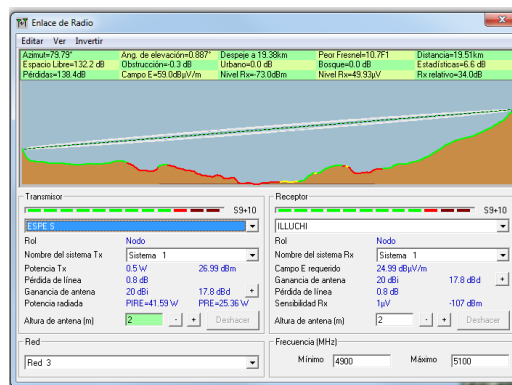 Enlace de Radio
Editar Ver Invertir
Azimut=79.79° Ang. de elevación=0.887° Despeje a 19.38km Peor Fresnel=10.7F1 Distancia=19.51km
Espacio Libre=132.2 dB Obstrucción=-0.3 dB Urbano=0.0 dB Bosque=0.0 dB Estadísticas=6.6 dB
Pérdidas=138.4dB Campo E=59.0dBµV/m Nivel Rx=-73.0dBm Nivel Rx=49.93µV Rx relativo=34.0dB
Transmisor
S9+10
ESPE S
Rol Nodo
Nombre del sistema Tx Sistema 1
Potencia Tx 0.5 W 26.99 dBm
Pérdida de línea 0.8 dB
Ganancia de antena 20 dBi 17.8 dBd +
Potencia radiada PIRE=41.59 W PRE=25.36 W
Altura de antena (m) 2 - + Deshacer
Receptor
S9+10
ILLUCHI
Rol Nodo
Nombre del sistema Rx Sistema 1
Campo E requerido 24.99 dBµV/m
Ganancia de antena 20 dBi 17.8 dBd +
Pérdida de línea 0.8 dB
Sensibilidad Rx 1µV -107 dBm
Altura de antena (m) 2 - + Deshacer
Red
Red 3
Frecuencia (MHz)
Mínimo 4900 Máximo 5100